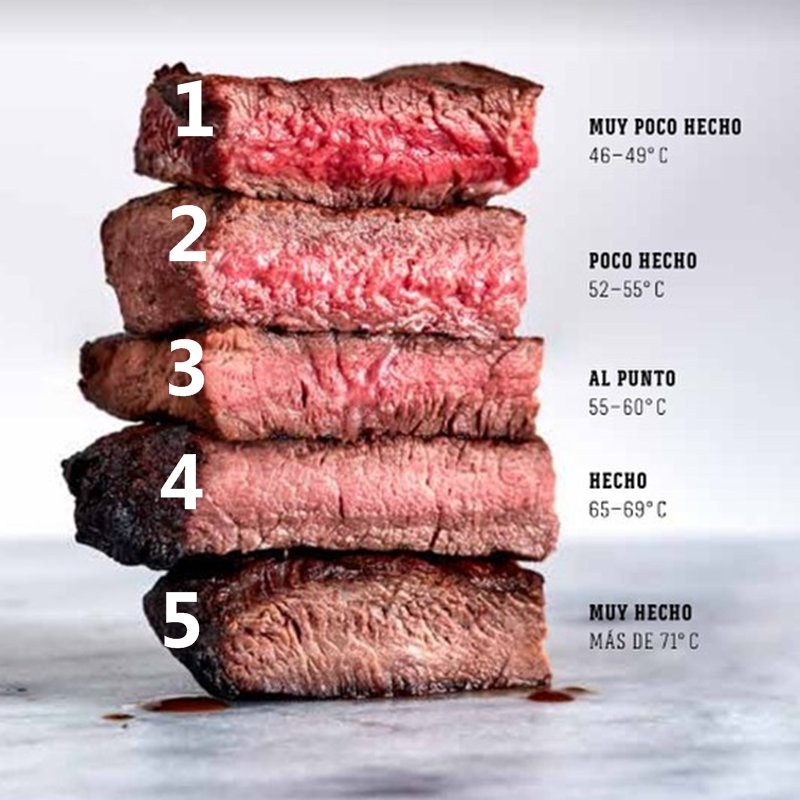 1
MUY POCO HECHO
46–49°C
2
POCO HECHO
52–55°C
3
AL PUNTO
55–60°C
4
HECHO
65–69°C
5
MUY HECHO
MÁS DE 71°C